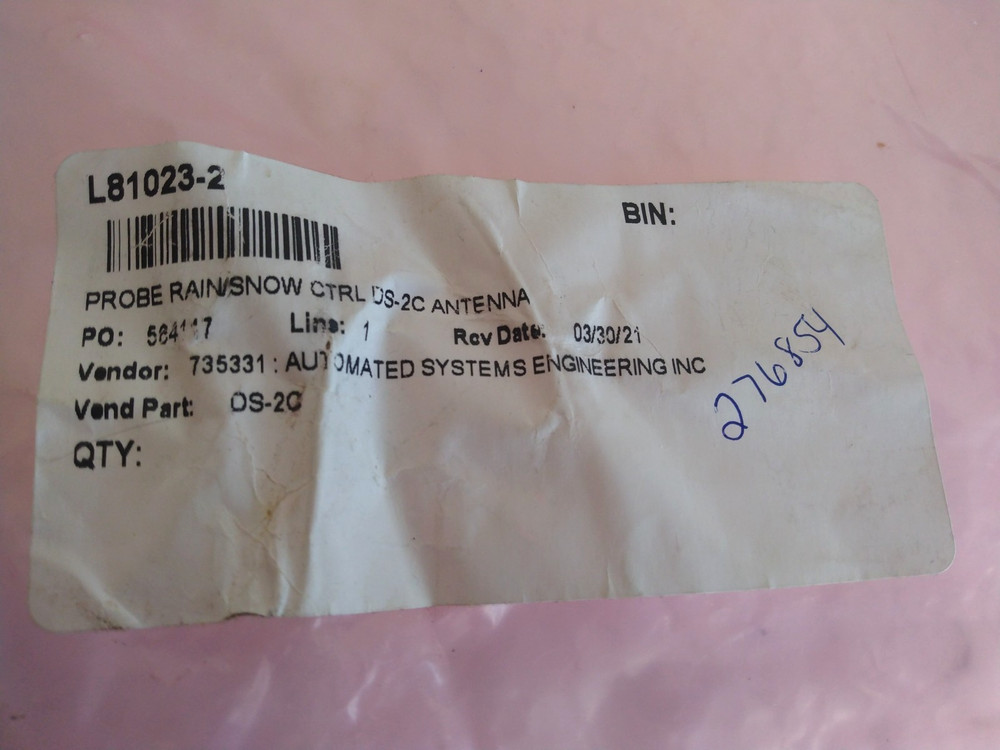 L81023-2
BIN:
PROBE RAIN/SNOW CTRL DS-2C ANTENNA
PO: Line: 1 Rcv Date: 03/30/21
Vendor: 735331 : AUTOMATED SYSTEMS ENGINEERING INC
Vend Part: DS-2C
QTY:
276854